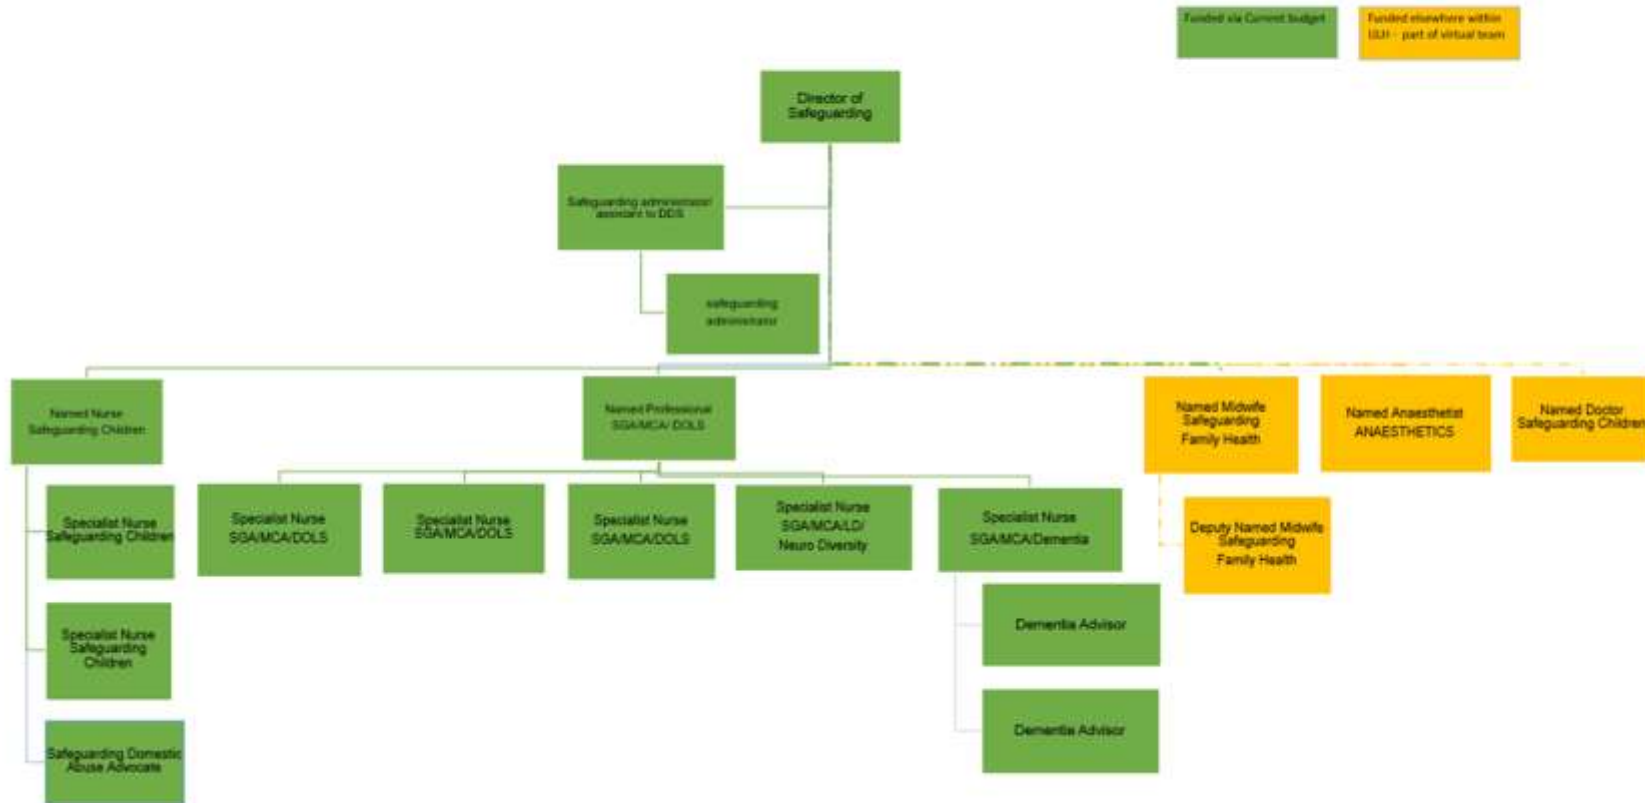 Funded via Current budget
Funded elsewhere within
ULH - part of virtual team
Director of
Safeguarding
Safeguarding administrator/
assistant to DDS
safeguarding
administrator
Named Nurse
Safeguarding Children
Named Professional
SGA/MCA/ DOLS
Named Midwife
Safeguarding
Family Health
Named Anaesthetist
ANAESTHETICS
Named Doctor
Safeguarding Children
Specialist Nurse
Safeguarding Children
Specialist Nurse
SGA/MCA/DOLS
Specialist Nurse
SGA/MCA/DOLS
Specialist Nurse
SGA/MCA/DOLS
Specialist Nurse
SGA/MCA/LD/
Neuro Diversity
Specialist Nurse
SGA/MCA/Dementia
Deputy Named Midwife
Safeguarding
Family Health
Specialist Nurse
Safeguarding
Children
Dementia Advisor
Dementia Advisor
Safeguarding Domestic
Abuse Advocate